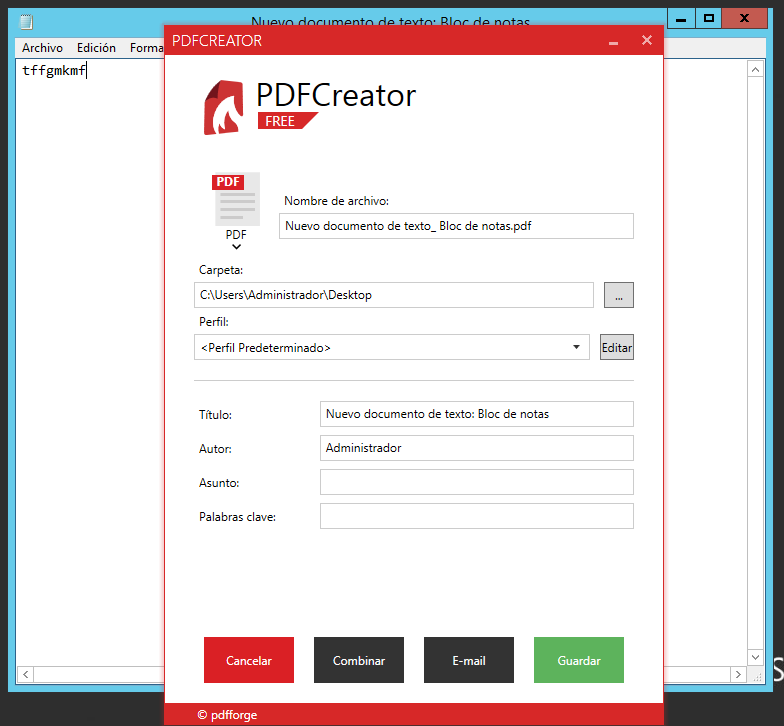 Nuevo documento de texto: Bloc de notas
Archivo Edición Forma
tffgmkmf
PDFCREATOR
PDFCreator
FREE
PDF
PDF
Nombre de archivo:
Nuevo documento de texto_ Bloc de notas.pdf
Carpeta:
C:\Users\Administrador\Desktop
...
Perfil:
<Perfil Predeterminado>
Editar
Título:
Nuevo documento de texto: Bloc de notas
Autor:
Administrador
Asunto:
Palabras clave:
Cancelar
Combinar
E-mail
Guardar
© pdfforge
S